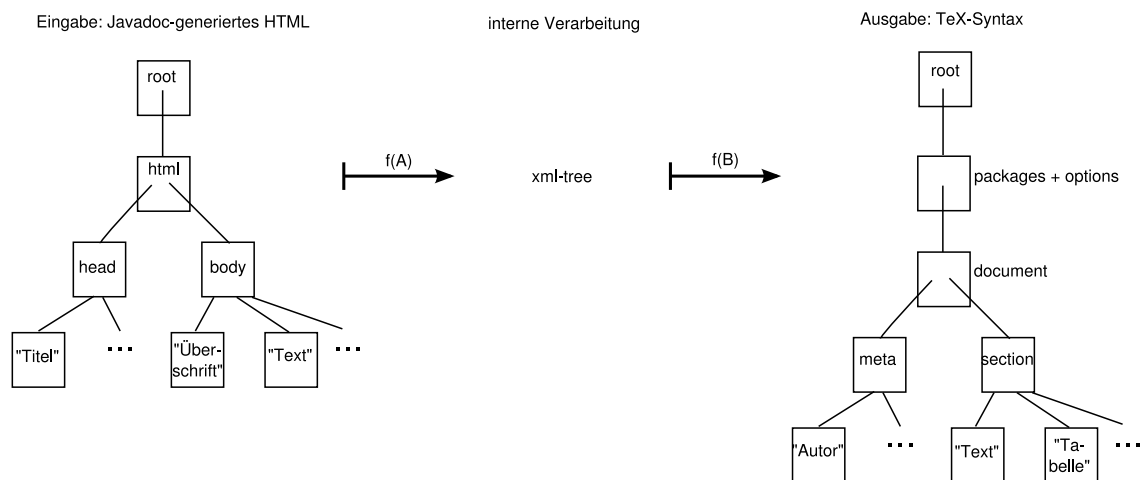 Eingabe: Javadoc-generiertes HTML
interne Verarbeitung
Ausgabe: TeX-Syntax
root
html
head
body
"Titel"
...
"Über-
schrift"
"Text"
...
f(A)
xml-tree
f(B)
root
packages + options
document
meta
section
"Autor"
...
"Text"
"Ta-
belle"
...